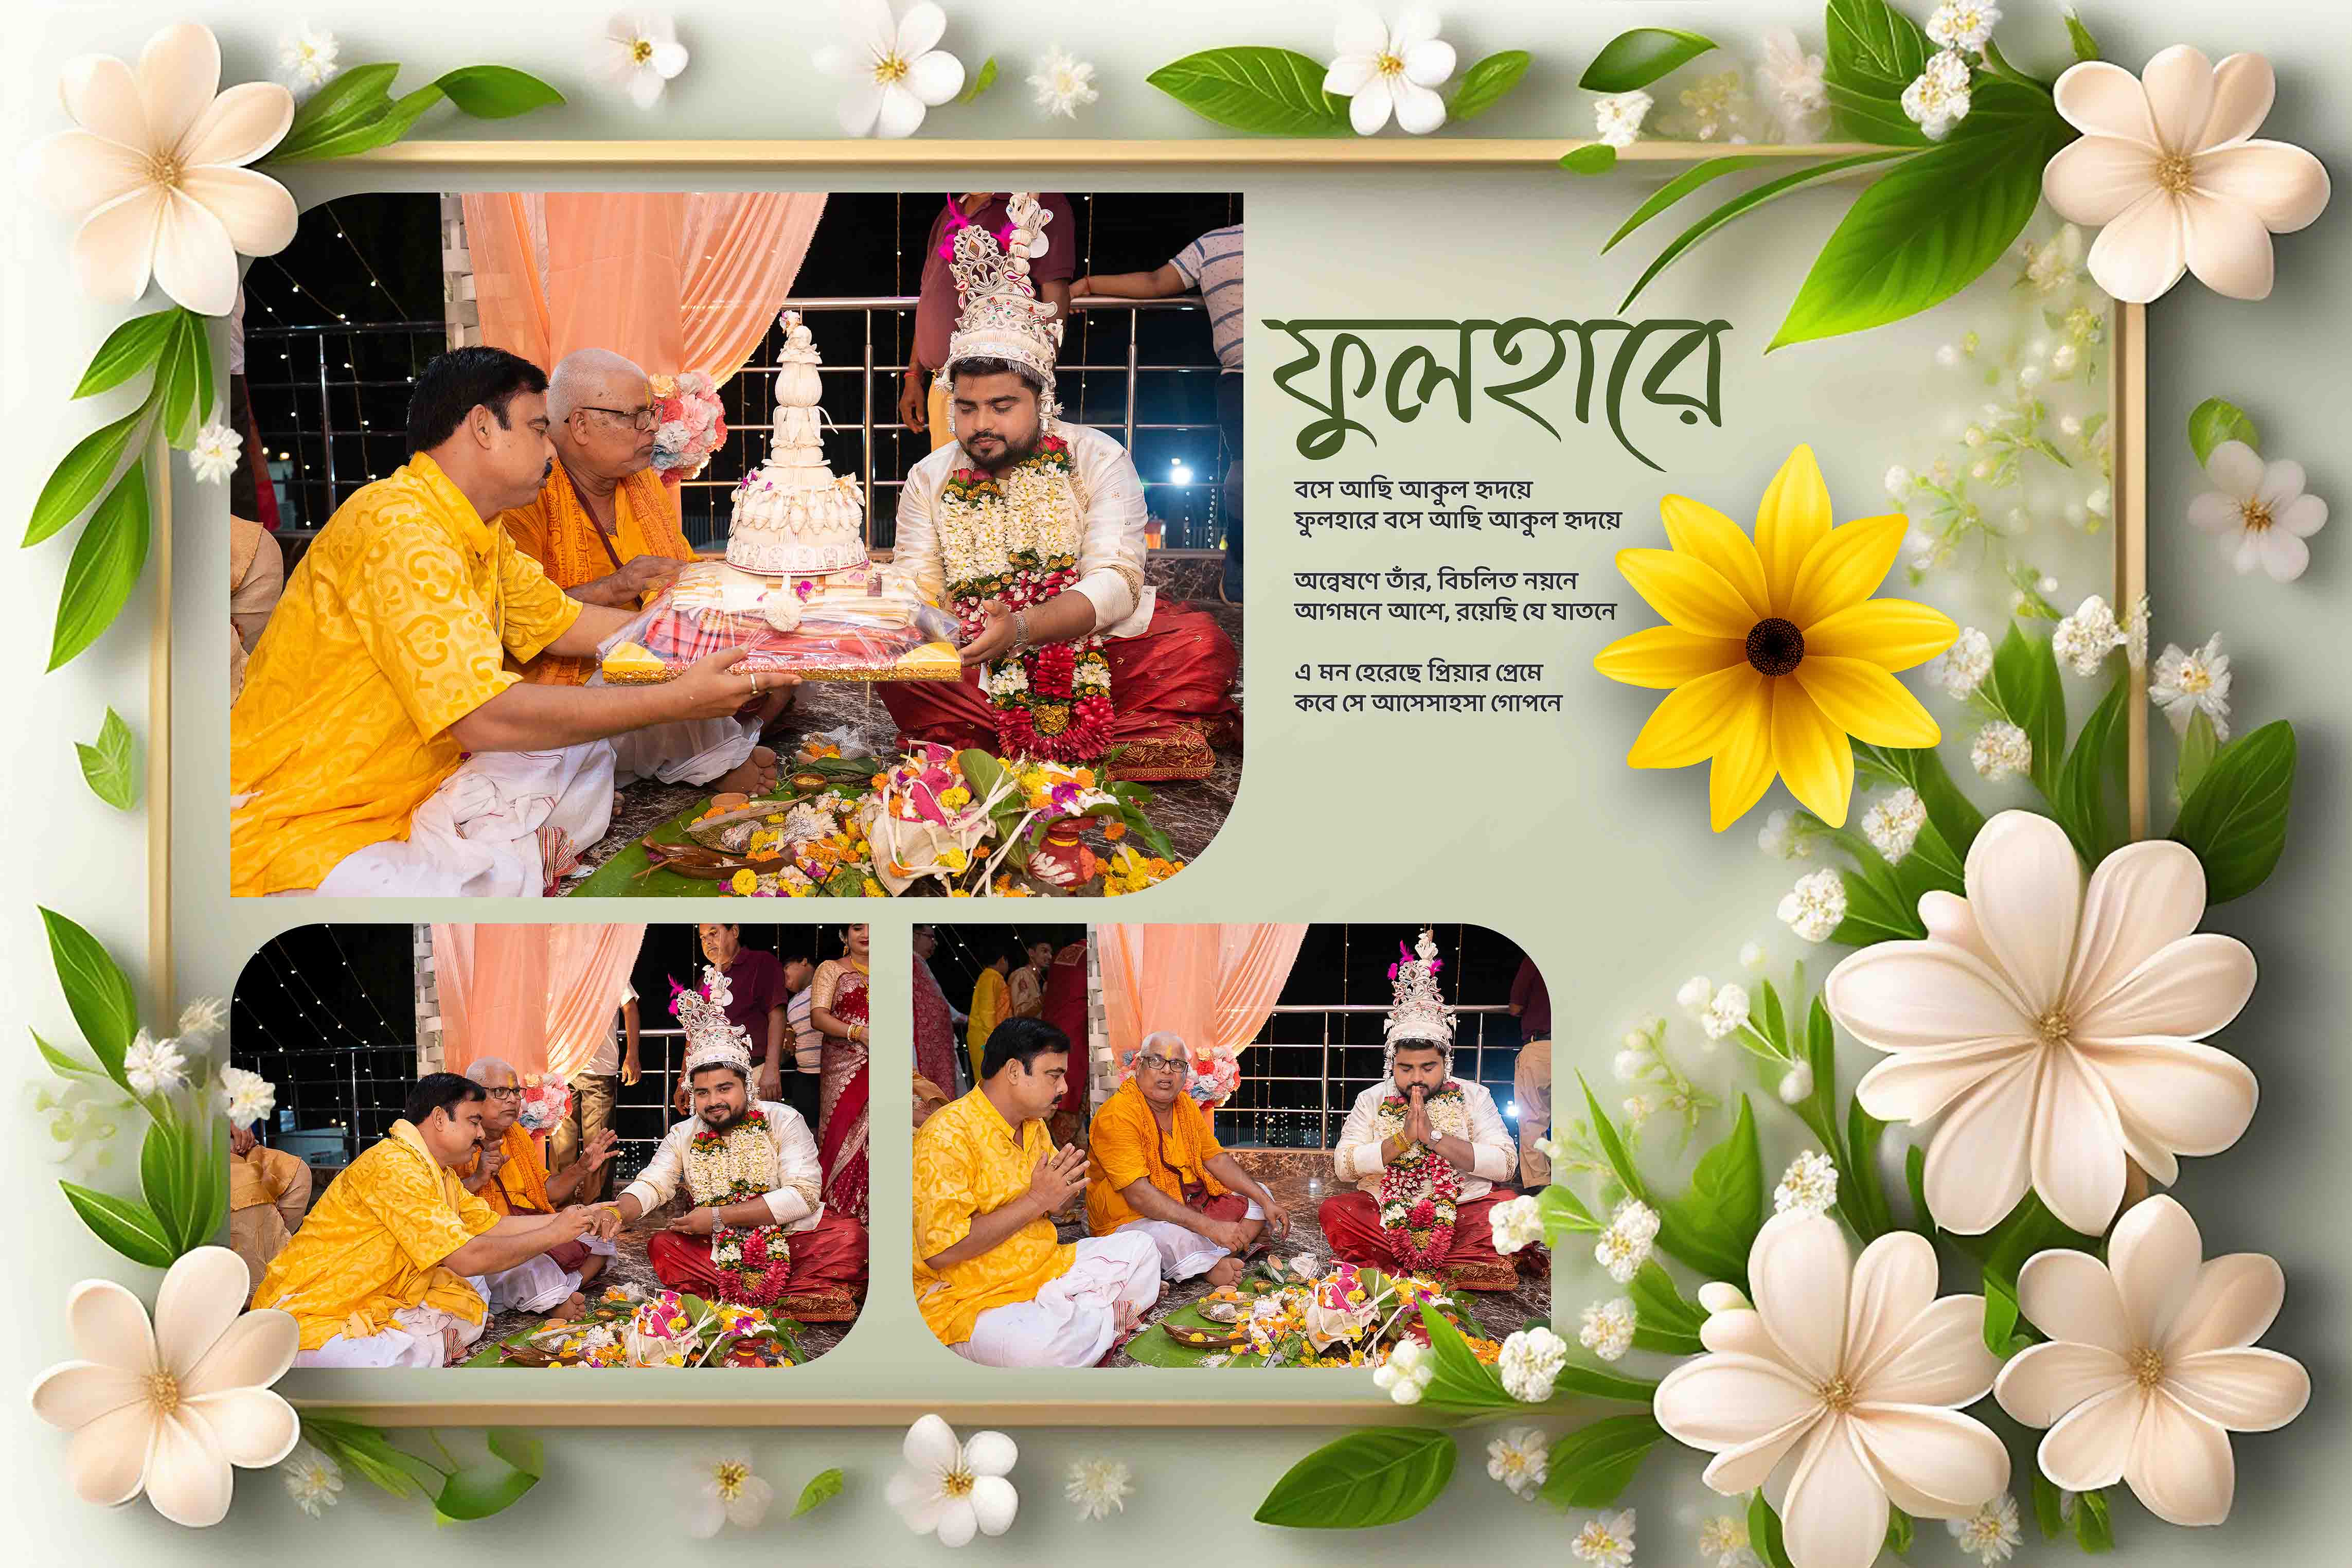 ফুলহারে
বসে আছি আকুল হৃদয়ে
ফুলহারে বসে আছি আকুল হৃদয়ে
অন্বেষণে তাঁর, বিচলিত নয়নে
আগমনে আশে, রয়েছি যে যাতনে
এ মন হেরেছে প্রিয়ার প্রেমে
কবে সে আসেসাহসা গোপনে